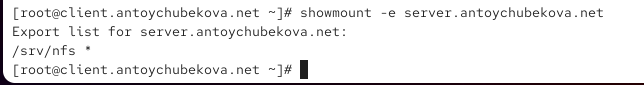 [root@client.antoychubekova.net ~]# showmount -e server.antoychubekova.net
Export list for server.antoychubekova.net:
/srv/nfs *
[root@client.antoychubekova.net ~]#